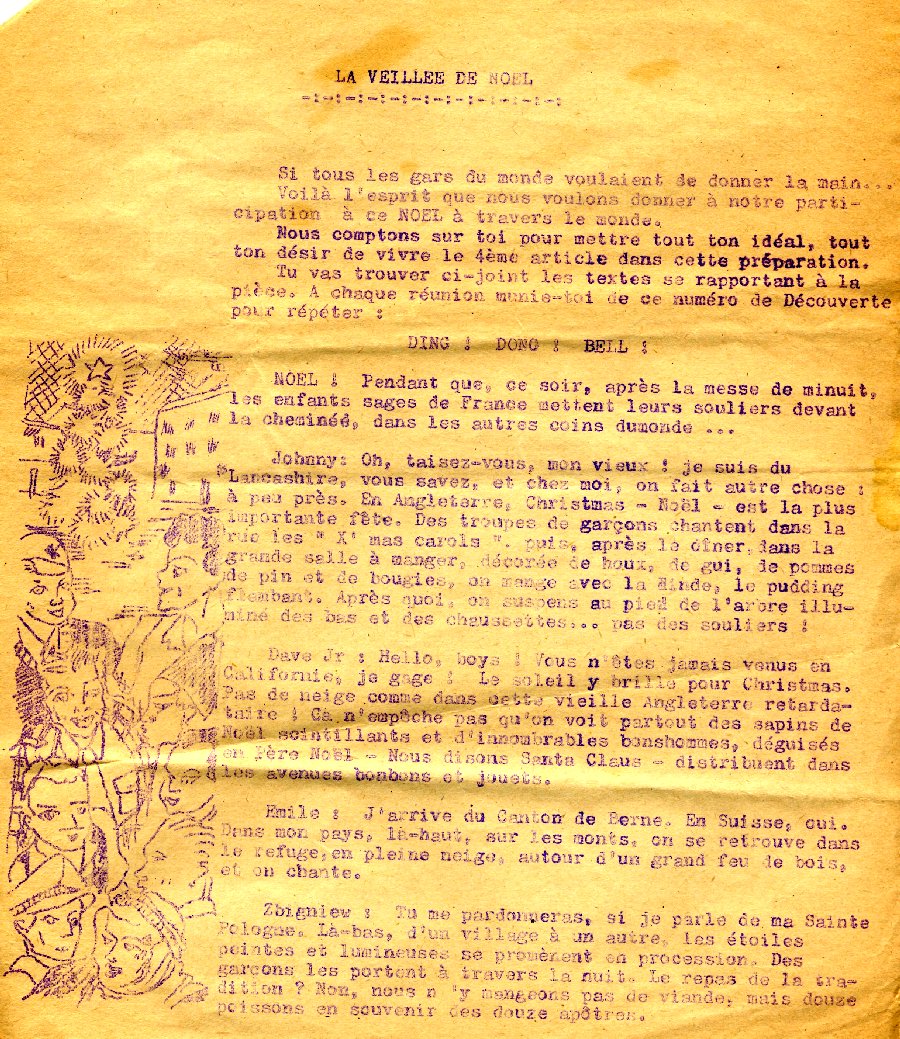 LA VEILLEE DE NOEL
-:-:-:-:-:-:-:-:-:-:-:-:
Si tous les gars du monde voulaient se donner la main...
Voilà l'esprit que nous voulons donner à notre parti-
cipation à ce NOEL à travers le monde.
Nous comptons sur toi pour mettre tout ton idéal, tout
ton désir de vivre le 4ème article dans cette préparation.
Tu vas trouver ci-joint les textes se rapportant à la
pièce. A chaque réunion munie-toi de ce numéro de Découverte
pour répéter :
DING ! DONG ! BELL !
NOEL ! Pendant que, ce soir, après la messe de minuit,
les enfants sages de France mettent leurs souliers devant
la cheminéé, dans les autres coins dumonde ...
Johnny: Oh, taisez-vous, mon vieux ! je suis du
Lancashire, vous savez, et chez moi, on fait autre chose :
à peu près. En Angleterre, Christmas - Noël - est la plus
importante fête. Des troupes de garçons chantent dans la
rue les " X' mas carols ". puis, après le dîner, dans la
grande salle à manger, décorée de houx, de gui, de pommes
de pin et de bougies, on mange avec la dinde, le pudding
flambant. Après quoi, on suspens au pied de l'arbre illu-
miné des bas et des chaussettes... pas des souliers !
Dave Jr : Hello, boys ! Vous n'êtes jamais venus en
Californie, je gage ! Le soleil y brille pour Christmas.
Pas de neige comme dans cette vieille Angleterre retarda-
taire ! Cà n'empôche pas qu'on voit partout des sapins de
Noël scintillants et d'innombrables bonshommes, déguisés
en Père Noël - Nous disons Santa Claus - distribuent dans
les avenues bonbons et jouets.
Emile : J'arrive du Canton de Berne. En Suisse, oui.
Dans mon pays, là-haut, sur les monts, on se retrouve dans
le refuge, en pleine neige, autour d'un grand feu de bois,
et on chante.
Zbigniew : Tu me pardonneras, si je parle de ma Sainte
Pologne. Là-bas, d'un village à un autre, les étoiles
peintes et lumineuses se promènent en procession. Des
garçons les portent à travers la nuit. Le repas de la tra-
dition ? Non, nous n 'y mangeons pas de viande, mais douze
poissons en souvenir des douze apôtres.